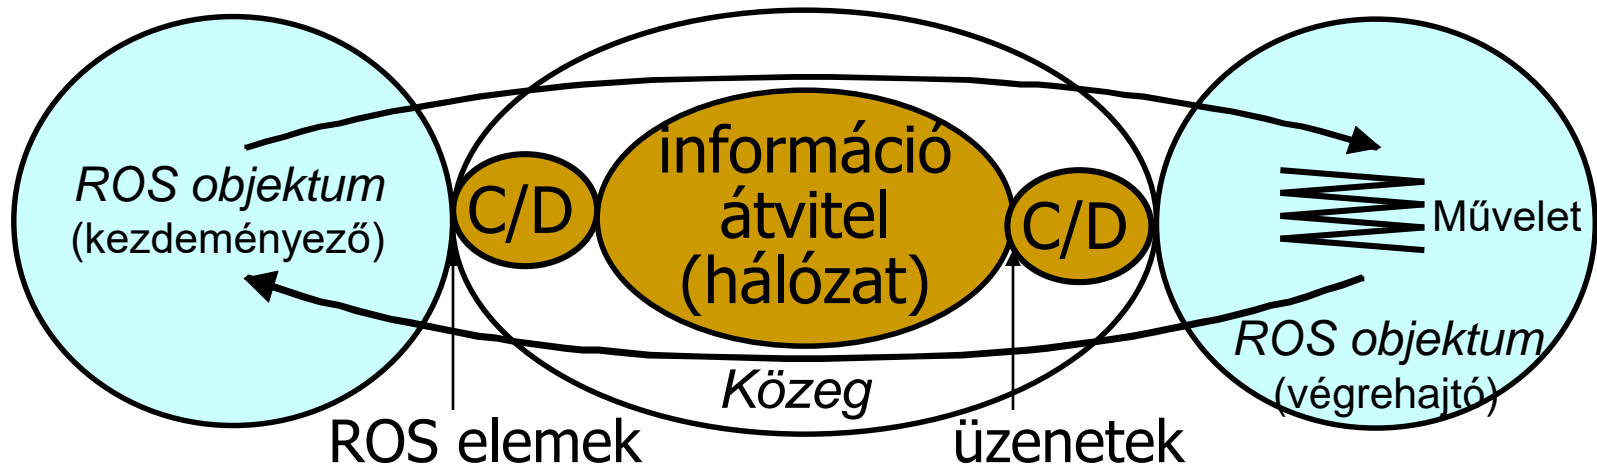 ROS objektum
(kezdeményező)
C/D
információ
átvitel
(hálózat)
C/D
Művelet
ROS objektum
(végrehajtó)
Közeg
ROS elemek
üzenetek